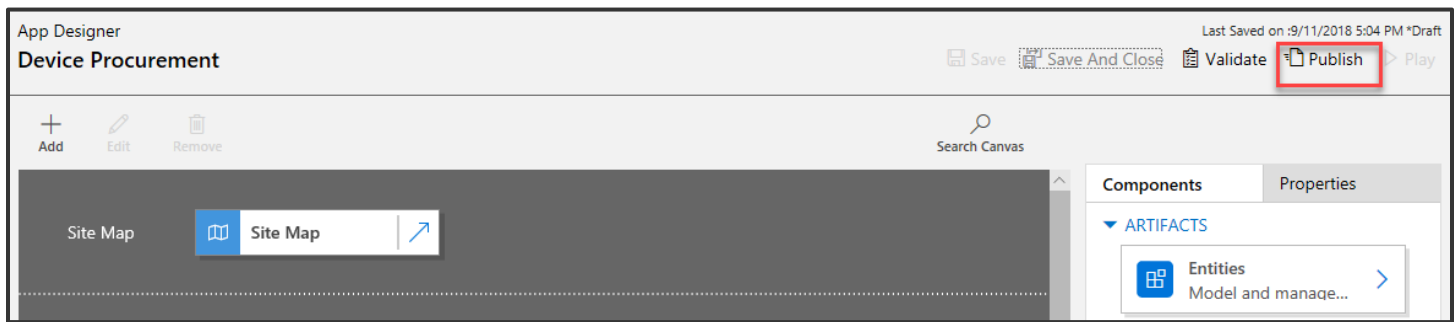 App Designer
Last Saved on :9/11/2018 5:04 PM *Draft
Device Procurement
Save Save And Close Validate Publish Play
Add Edit Remove Search Canvas
Components Properties
Site Map Site Map
ARTIFACTS
Entities
Model and manage...